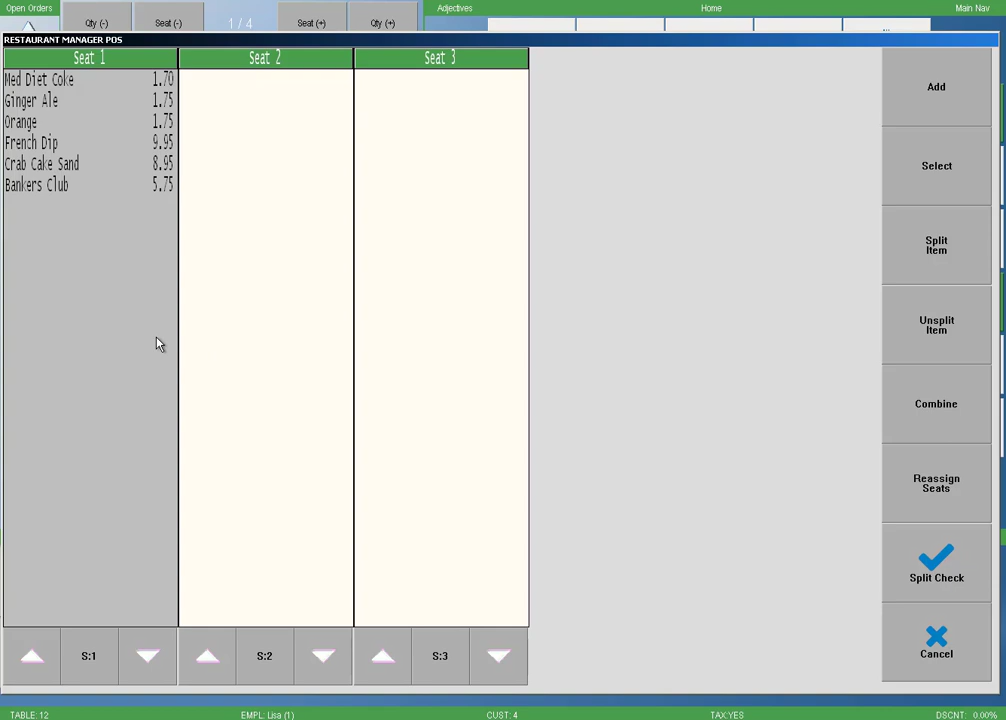 Open Orders
Qty (-)
Seat (-)
1 / 4
Seat (+)
Qty (+)
Adjectives
Home
Main Nav
...
RESTAURANT MANAGER POS
Seat 1
Seat 2
Seat 3
Med Diet Coke 1.70
Ginger Ale 1.75
Orange 1.75
French Dip 9.95
Crab Cake Sand 8.95
Bankers Club 5.75
Add
Select
Split
Item
Unsplit
Item
Combine
Reassign
Seats
Split Check
Cancel
S:1
S:2
S:3
TABLE: 12
EMPL: Lisa (1)
CUST: 4
TAX:YES
DSCNT: 0.00%